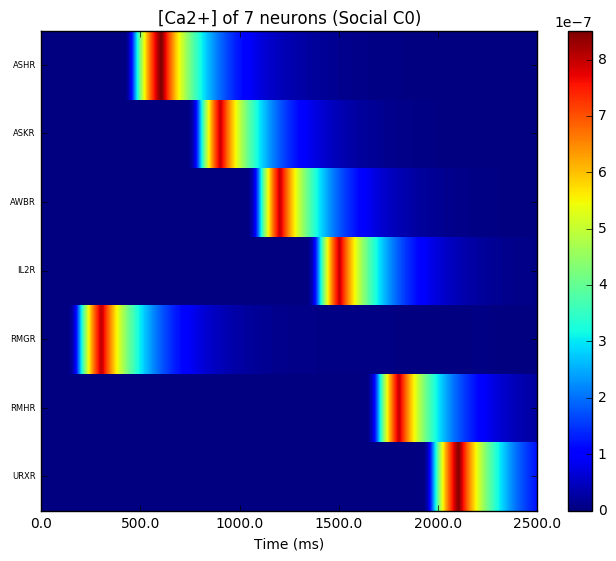 [Ca2+] of 7 neurons (Social C0)
1e−7
ASHR
ASKR
AWBR
IL2R
RMGR
RMHR
URXR
8
7
6
5
4
3
2
1
0
0.0 500.0 1000.0 1500.0 2000.0 2500.0
Time (ms)